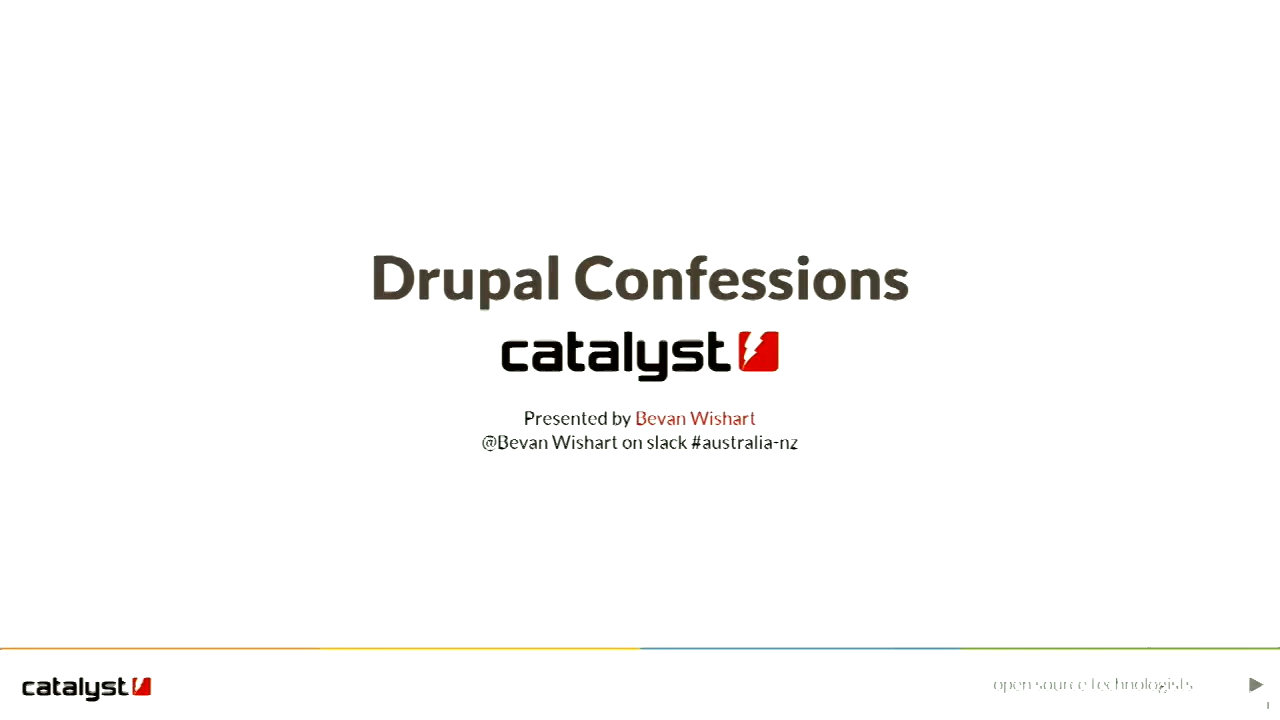 Drupal Confessions
catalyst
Presented by Bevan Wishart
@Bevan Wishart on slack #australia-nz
catalyst
open source technologists